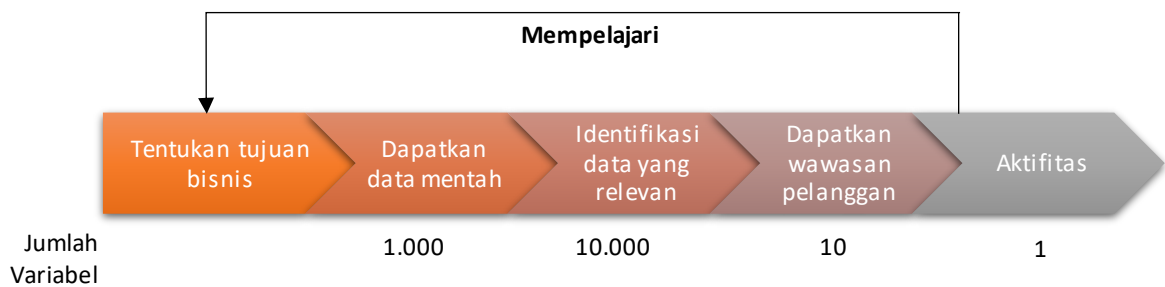 Mempelajari
Tentukan tujuan
bisnis
Dapatkan
data mentah
Identifikasi
data yang
relevan
Dapatkan
wawasan
pelanggan
Aktifitas
Jumlah
Variabel
1.000
10.000
10
1